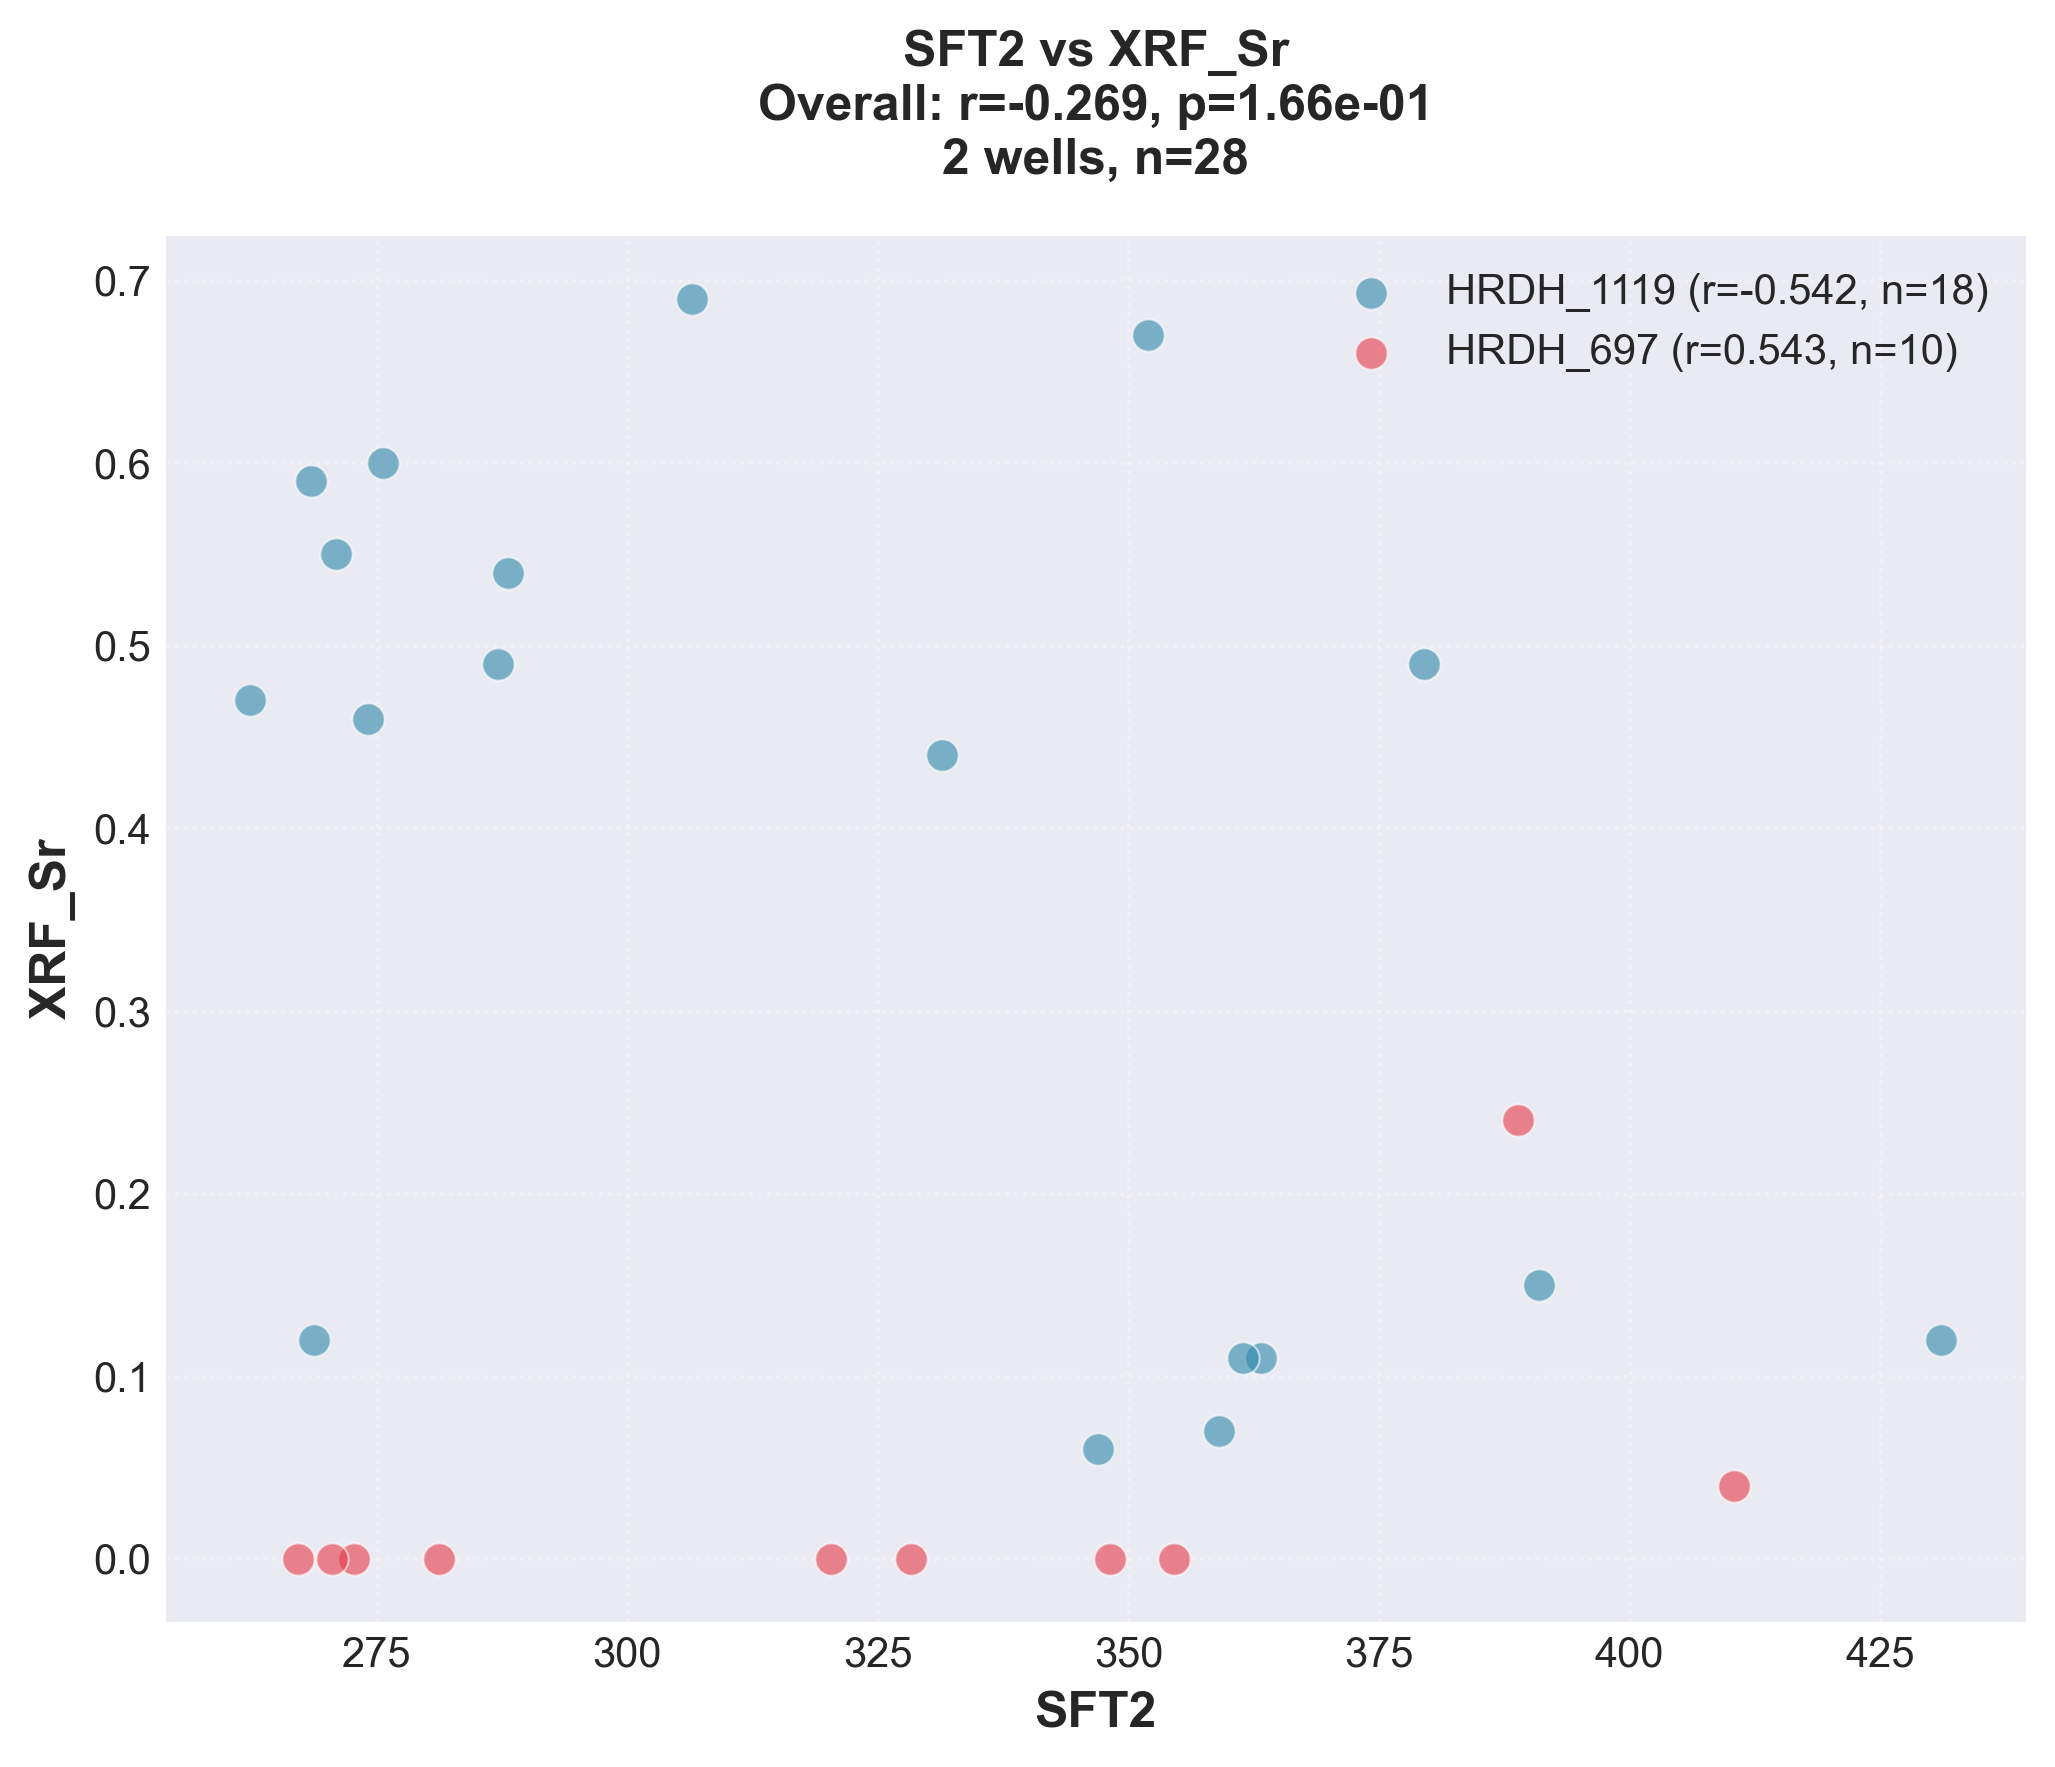 SFT2 vs XRF_Sr
Overall: r=-0.269, p=1.66e-01
2 wells, n=28
HRDH_1119 (r=-0.542, n=18)
HRDH_697 (r=0.543, n=10)
0.7
0.6
0.5
0.4
0.3
0.2
0.1
0.0
XRF_Sr
275
300
325
350
375
400
425
SFT2